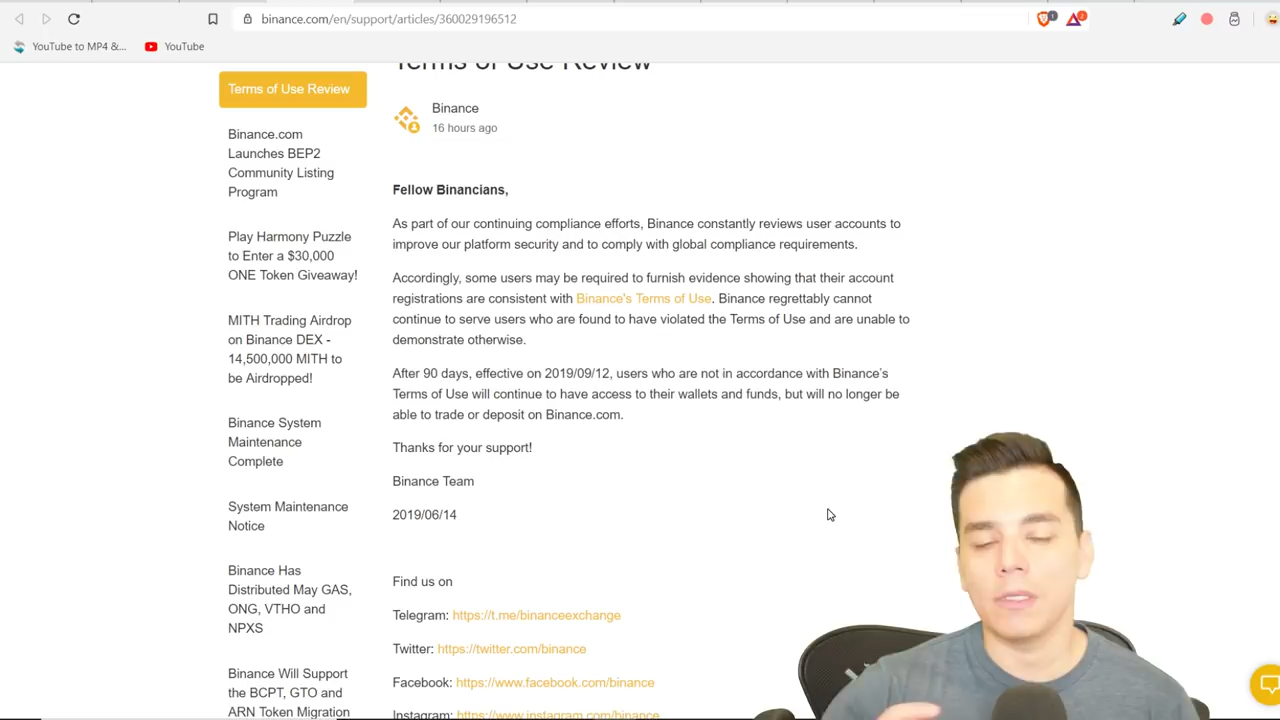 binance.com/en/support/articles/360029196512
1
2
YouTube to MP4 &...
YouTube
Terms of Use Review
Terms of Use Review
Binance.com
Launches BEP2
Community Listing
Program
Play Harmony Puzzle
to Enter a $30,000
ONE Token Giveaway!
MITH Trading Airdrop
on Binance DEX -
14,500,000 MITH to
be Airdropped!
Binance System
Maintenance
Complete
System Maintenance
Notice
Binance Has
Distributed May GAS,
ONG, VTHO and
NPXS
Binance Will Support
the BCPT, GTO and
ARN Token Migration
Binance
16 hours ago
Fellow Binancians,
As part of our continuing compliance efforts, Binance constantly reviews user accounts to
improve our platform security and to comply with global compliance requirements.
Accordingly, some users may be required to furnish evidence showing that their account
registrations are consistent with Binance's Terms of Use. Binance regrettably cannot
continue to serve users who are found to have violated the Terms of Use and are unable to
demonstrate otherwise.
After 90 days, effective on 2019/09/12, users who are not in accordance with Binance's
Terms of Use will continue to have access to their wallets and funds, but will no longer be
able to trade or deposit on Binance.com.
Thanks for your support!
Binance Team
2019/06/14
Find us on
Telegram: https://t.me/binanceexchange
Twitter: https://twitter.com/binance
Facebook: https://www.facebook.com/binance
Instagram: https://www.instagram.com/binance